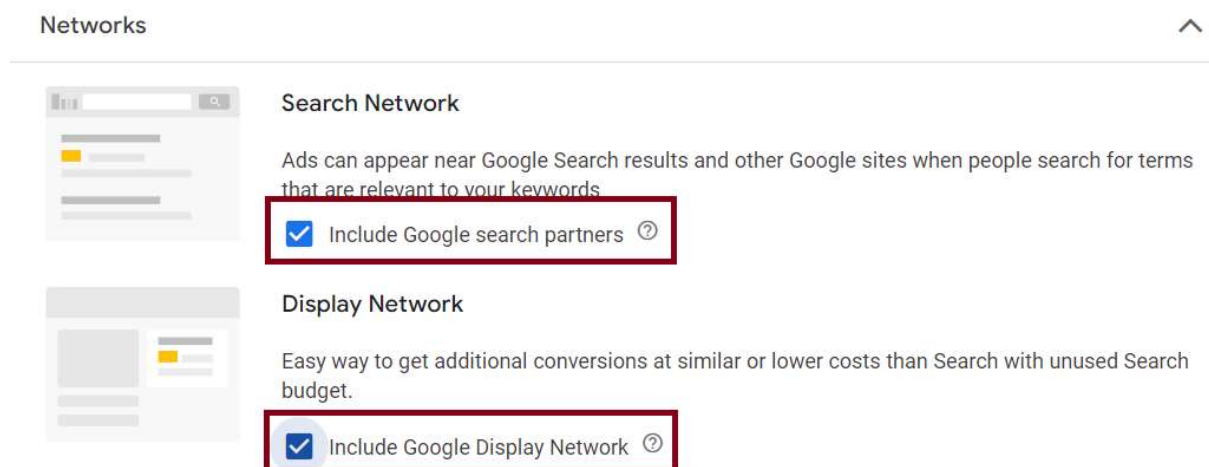 Networks
Search Network
Ads can appear near Google Search results and other Google sites when people search for terms
that are relevant to your keywords
Include Google search partners
Display Network
Easy way to get additional conversions at similar or lower costs than Search with unused Search
budget.
Include Google Display Network